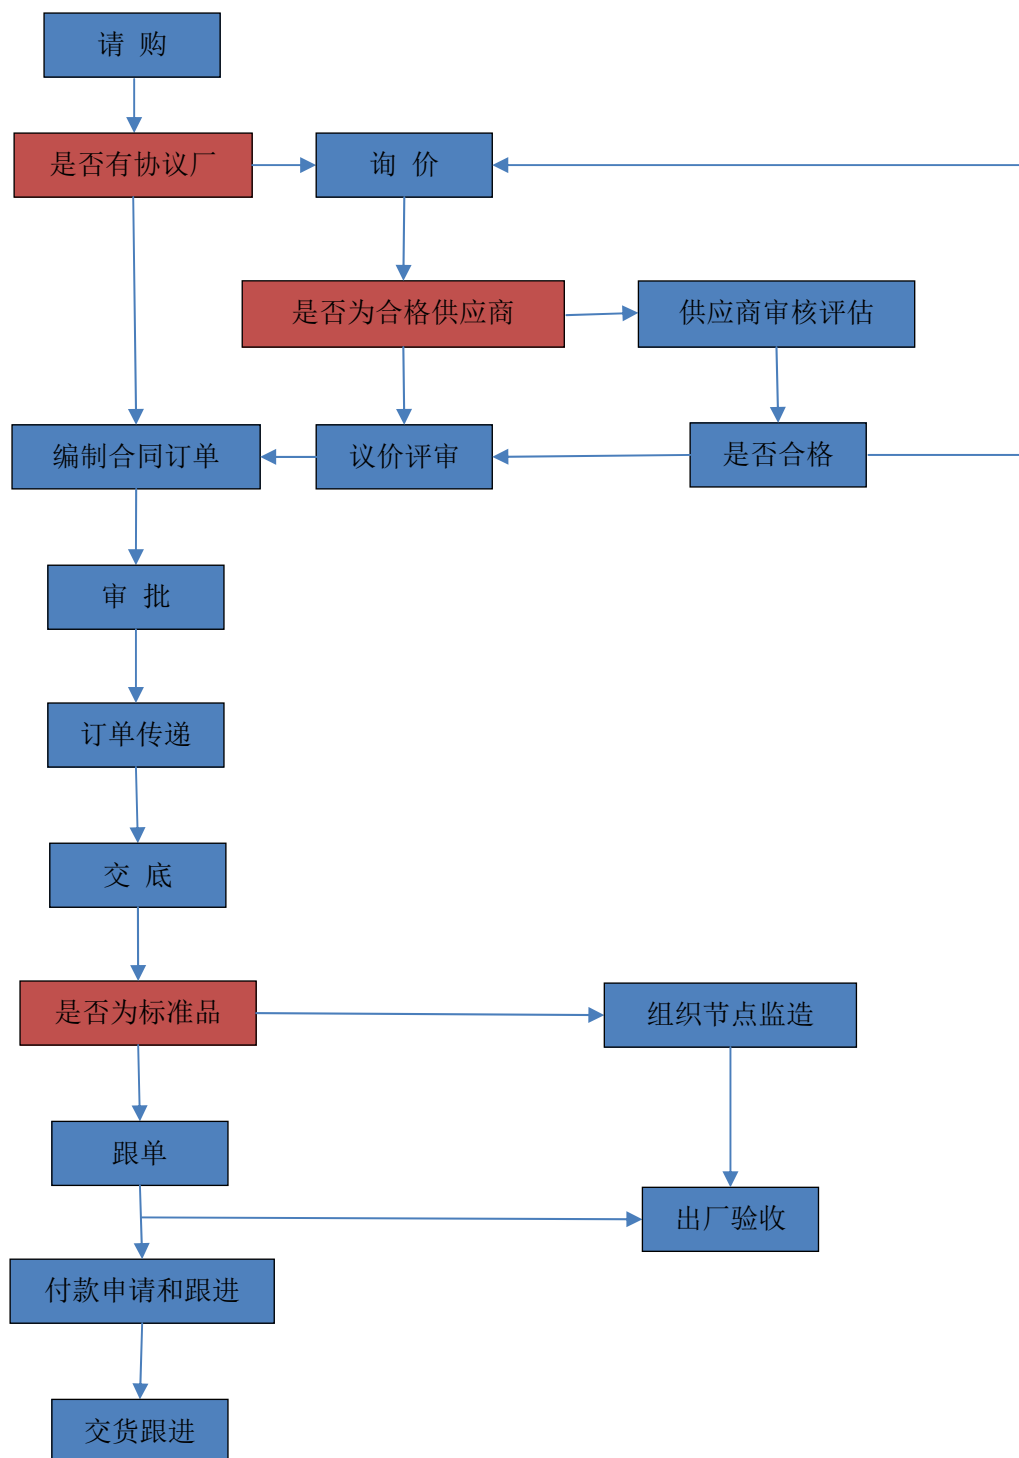 请 购
是否有协议厂
询 价
是否为合格供应商
供应商审核评估
编制合同订单
议价评审
是否合格
审 批
订单传递
交 底
是否为标准品
组织节点监造
跟单
出厂验收
付款申请和跟进
交货跟进